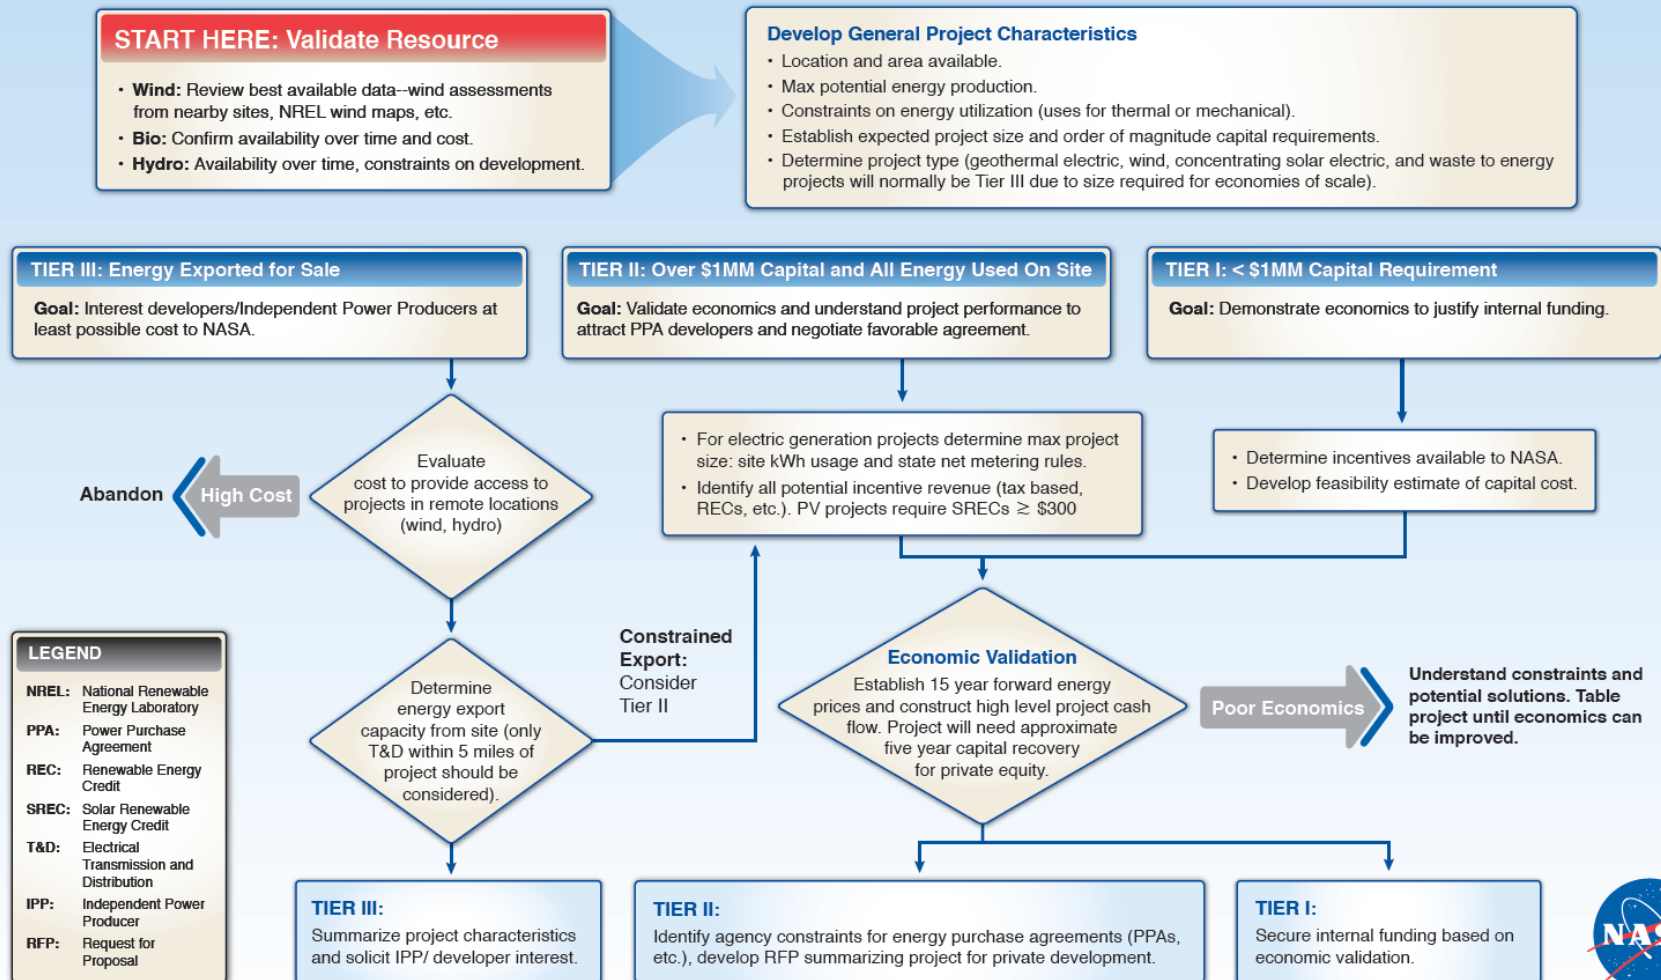 START HERE: Validate Resource
• Wind: Review best available data--wind assessments
from nearby sites, NREL wind maps, etc.
• Bio: Confirm availability over time and cost.
• Hydro: Availability over time, constraints on development.
Develop General Project Characteristics
• Location and area available.
• Max potential energy production.
• Constraints on energy utilization (uses for thermal or mechanical).
• Establish expected project size and order of magnitude capital requirements.
• Determine project type (geothermal electric, wind, concentrating solar electric, and waste to energy
projects will normally be Tier III due to size required for economies of scale).
TIER III: Energy Exported for Sale
Goal: Interest developers/Independent Power Producers at
least possible cost to NASA.
TIER II: Over $1MM Capital and All Energy Used On Site
Goal: Validate economics and understand project performance to
attract PPA developers and negotiate favorable agreement.
TIER I: < $1MM Capital Requirement
Goal: Demonstrate economics to justify internal funding.
Evaluate
cost to provide access to
projects in remote locations
(wind, hydro)
High Cost
Abandon
• For electric generation projects determine max project
size: site kWh usage and state net metering rules.
• Identify all potential incentive revenue (tax based,
RECs, etc.). PV projects require SRECs ≥ $300
• Determine incentives available to NASA.
• Develop feasibility estimate of capital cost.
Determine
energy export
capacity from site (only
T&D within 5 miles of
project should be
considered).
Constrained
Export:
Consider
Tier II
Economic Validation
Establish 15 year forward energy
prices and construct high level project cash
flow. Project will need approximate
five year capital recovery
for private equity.
Poor Economics
Understand constraints and
potential solutions. Table
project until economics can
be improved.
LEGEND
NREL: National Renewable
Energy Laboratory
PPA: Power Purchase
Agreement
REC: Renewable Energy
Credit
SREC: Solar Renewable
Energy Credit
T&D: Electrical
Transmission and
Distribution
IPP: Independent Power
Producer
RFP: Request for
Proposal
TIER III:
Summarize project characteristics
and solicit IPP/ developer interest.
TIER II:
Identify agency constraints for energy purchase agreements (PPAs,
etc.), develop RFP summarizing project for private development.
TIER I:
Secure internal funding based on
economic validation.